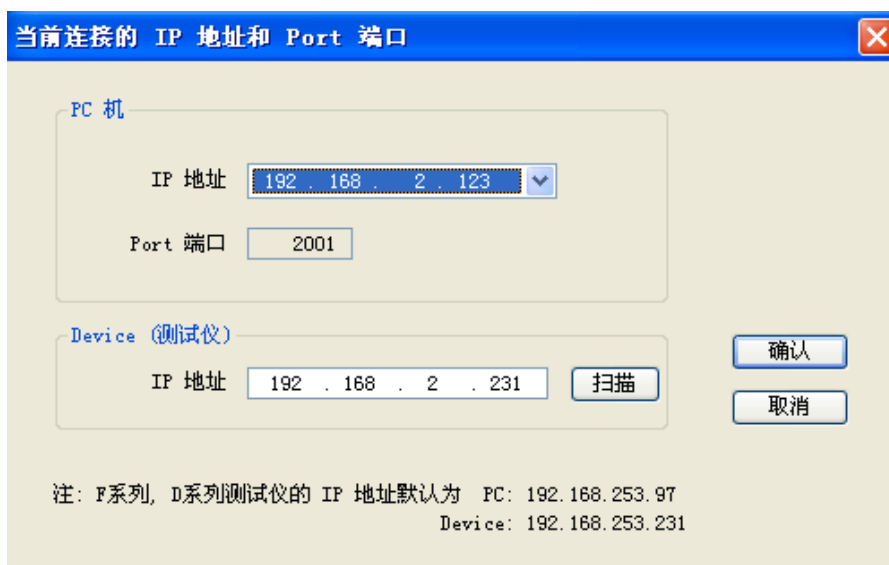 当前连接的 IP 地址和 Port 端口
PC 机
IP 地址 192 . 168 . 2 . 123
Port 端口 2001
Device (测试仪)
IP 地址 192 . 168 . 2 . 231 扫描
确认
取消
注: F系列, D系列测试仪的 IP 地址默认为 PC: 192.168.253.97
Device: 192.168.253.231